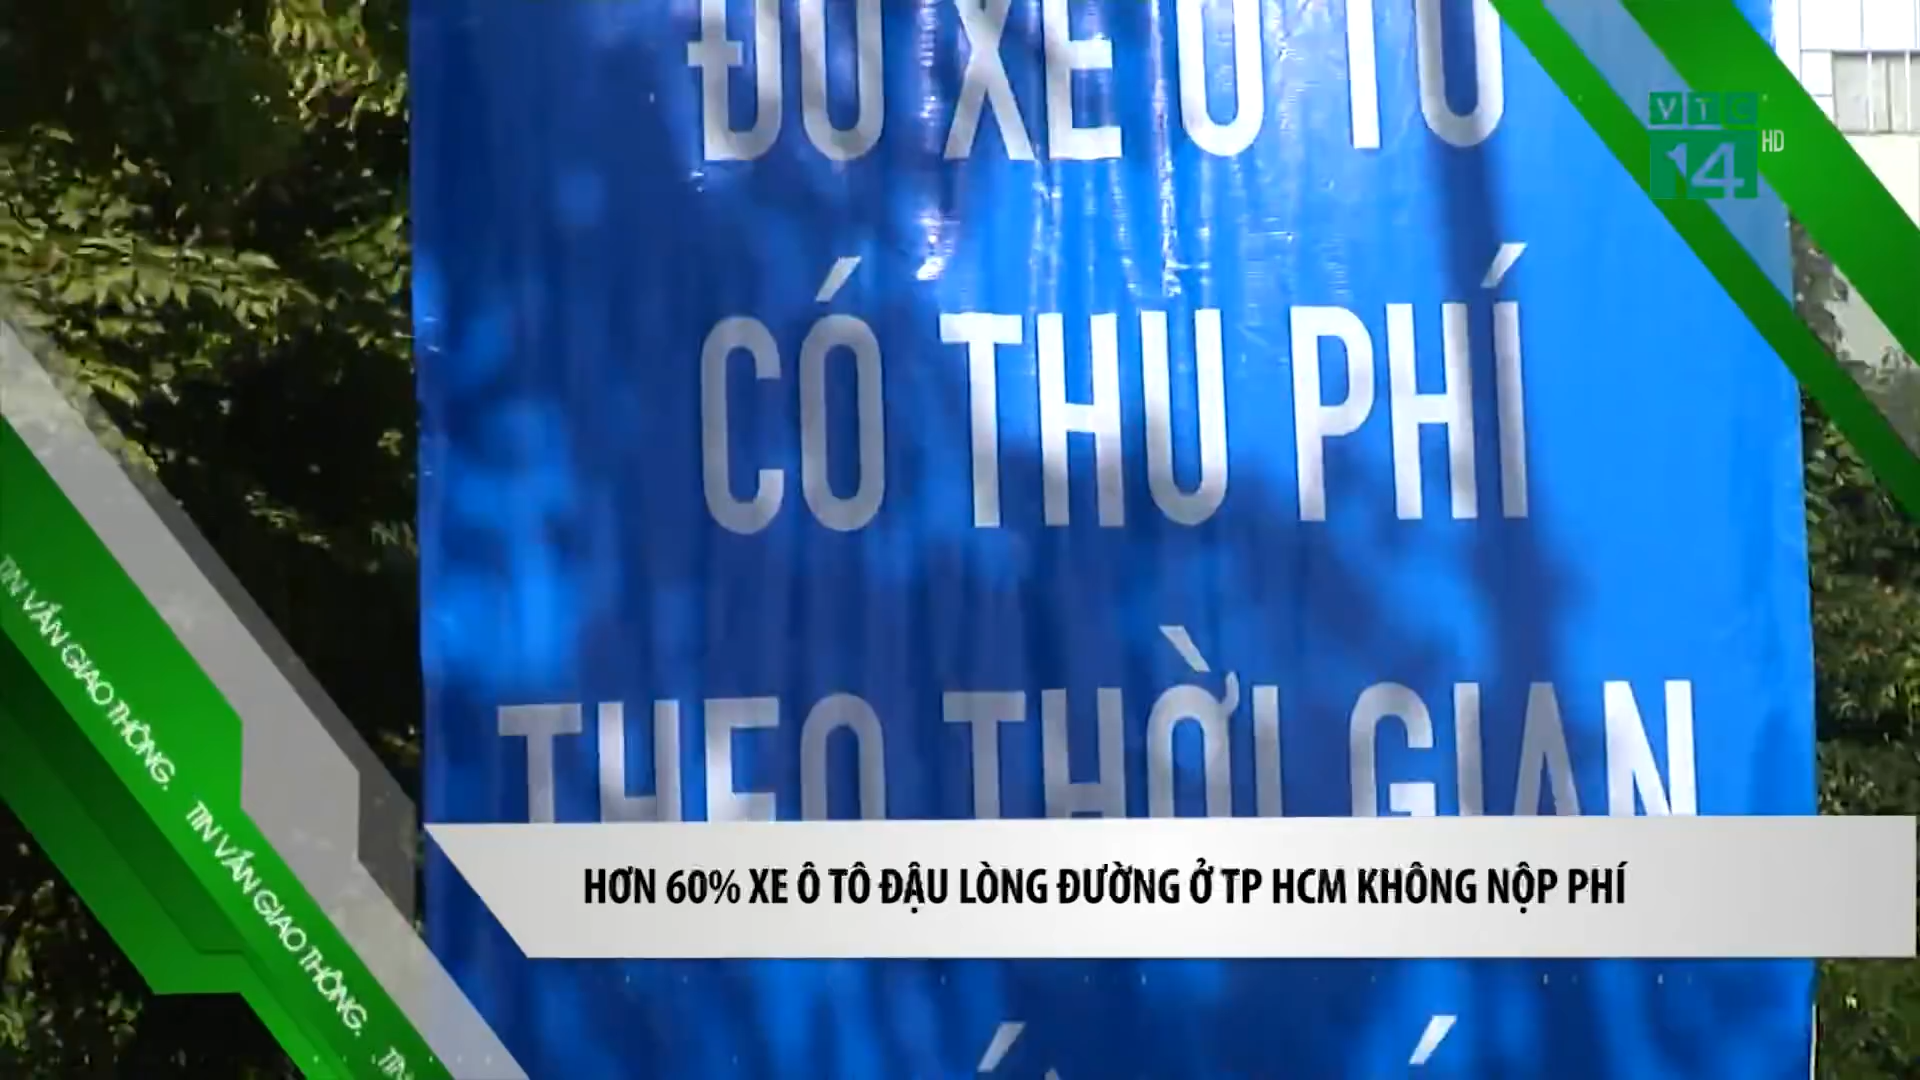 ĐỖ XE Ô TÔ
VTC
14 HD
CÓ THU PHÍ
THEO THỜI GIAN
HƠN 60% XE Ô TÔ ĐẬU LÒNG ĐƯỜNG Ở TP HCM KHÔNG NỘP PHÍ
TIN VẮN GIAO THÔNG.
TIN VẮN GIAO THÔNG.
TIN